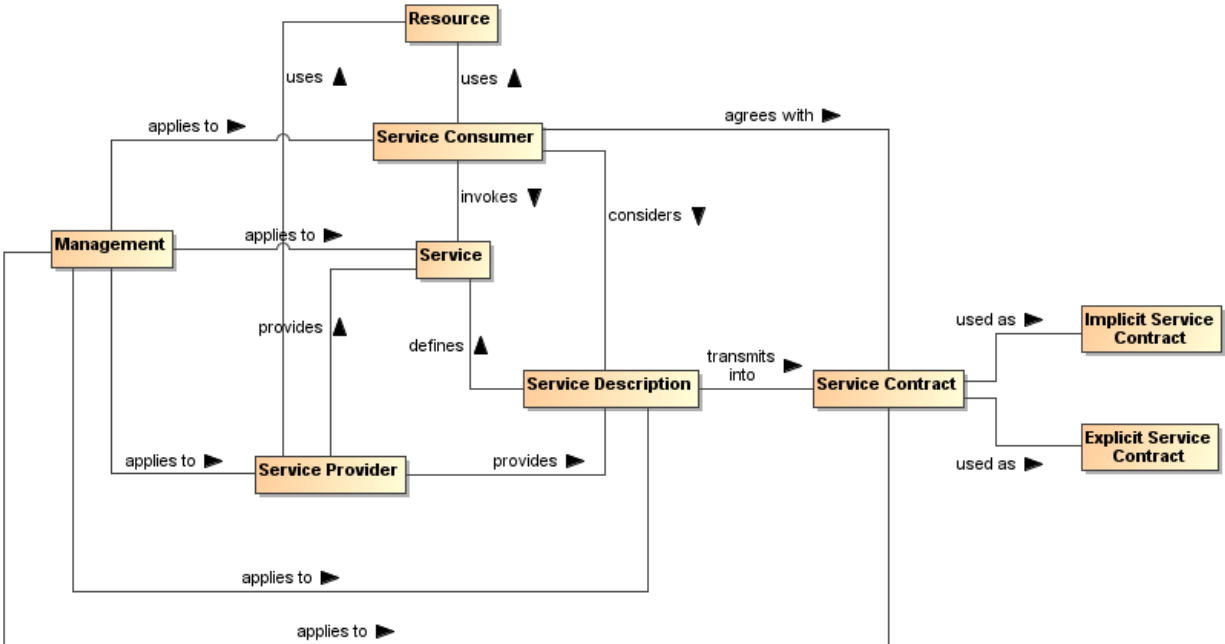 Resource
uses
uses
applies to
Service Consumer
agrees with
invokes
considers
Management
applies to
Service
provides
defines
used as
Implicit Service
Contract
transmits
into
Service Description
Service Contract
Explicit Service
Contract
used as
applies to
Service Provider
provides
applies to
applies to